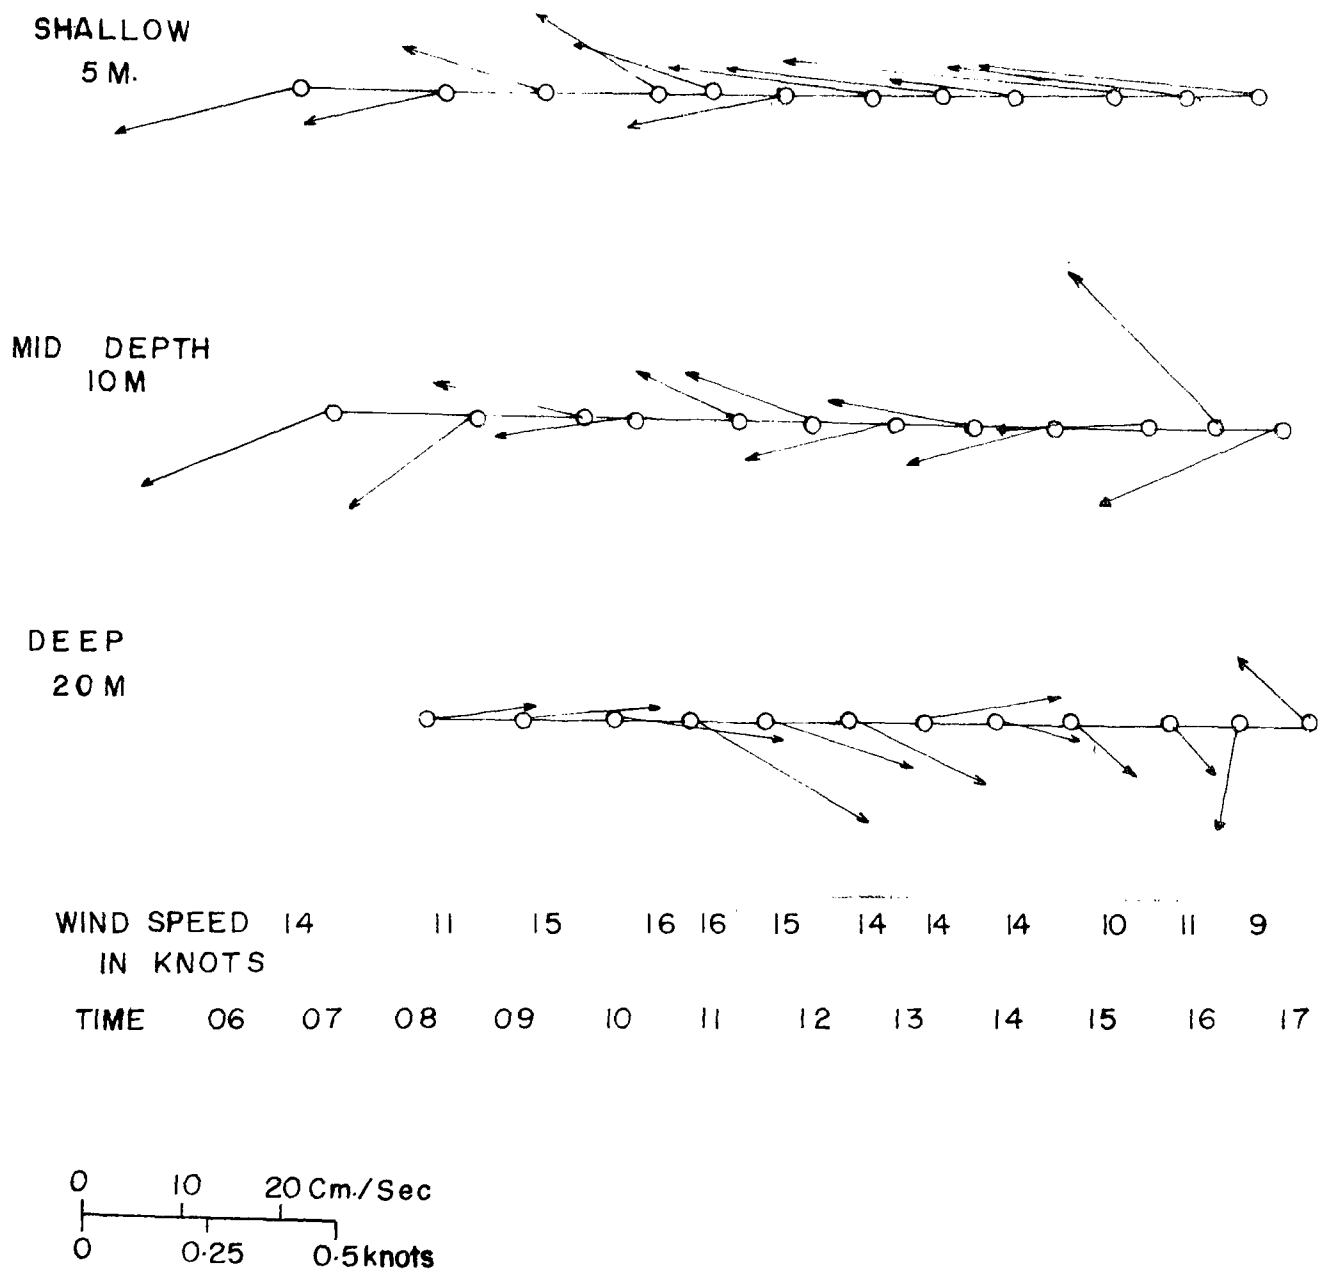 SHALLOW
5 M.
MID DEPTH
10 M
DEEP
20 M
WIND SPEED 14 11 15 16 16 15 14 14 14 10 11 9
IN KNOTS
TIME 06 07 08 09 10 11 12 13 14 15 16 17
0 10 20 Cm./Sec
0 0.25 0.5 knots